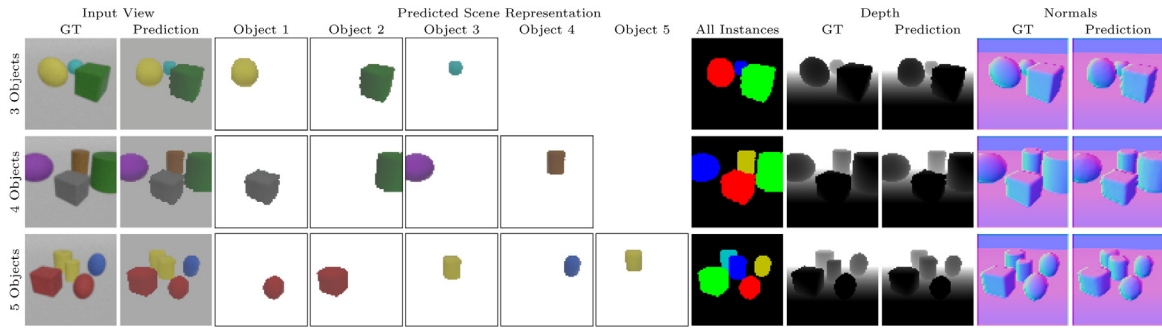 Input View Predicted Scene Representation Depth Normals
GT Prediction Object 1 Object 2 Object 3 Object 4 Object 5 All Instances GT Prediction GT Prediction
3 Objects
4 Objects
5 Objects